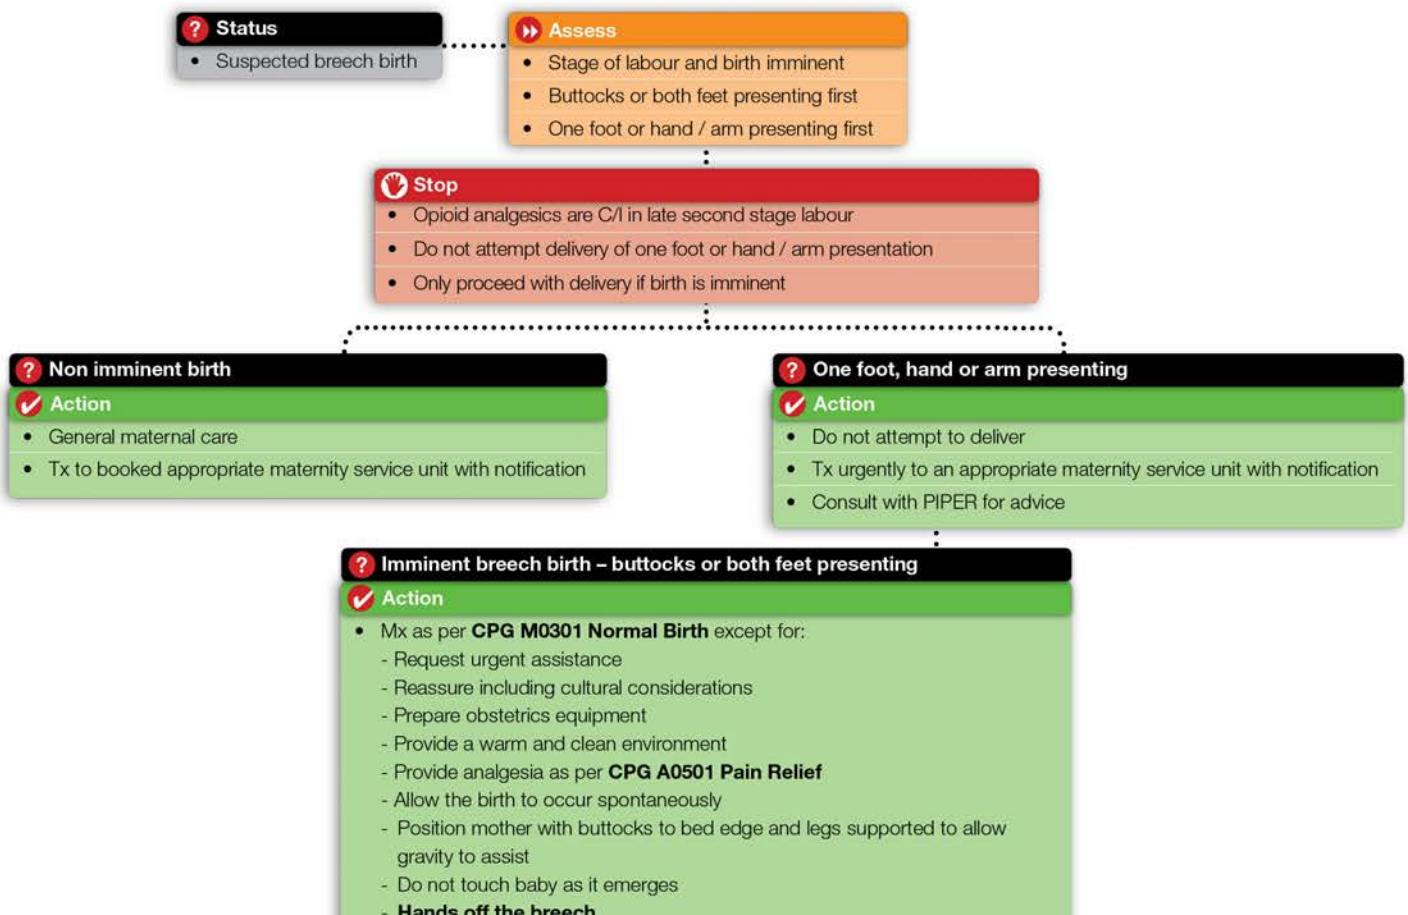 Status
• Suspected breech birth
Assess
• Stage of labour and birth imminent
• Buttocks or both feet presenting first
• One foot or hand / arm presenting first
Stop
• Opioid analgesics are C/I in late second stage labour
• Do not attempt delivery of one foot or hand / arm presentation
• Only proceed with delivery if birth is imminent
Non imminent birth
Action
• General maternal care
• Tx to booked appropriate maternity service unit with notification
One foot, hand or arm presenting
Action
• Do not attempt to deliver
• Tx urgently to an appropriate maternity service unit with notification
• Consult with PIPER for advice
Imminent breech birth – buttocks or both feet presenting
Action
• Mx as per CPG M0301 Normal Birth except for:
- Request urgent assistance
- Reassure including cultural considerations
- Prepare obstetrics equipment
- Provide a warm and clean environment
- Provide analgesia as per CPG A0501 Pain Relief
- Allow the birth to occur spontaneously
- Position mother with buttocks to bed edge and legs supported to allow
gravity to assist
- Do not touch baby as it emerges
- Hands off the breech